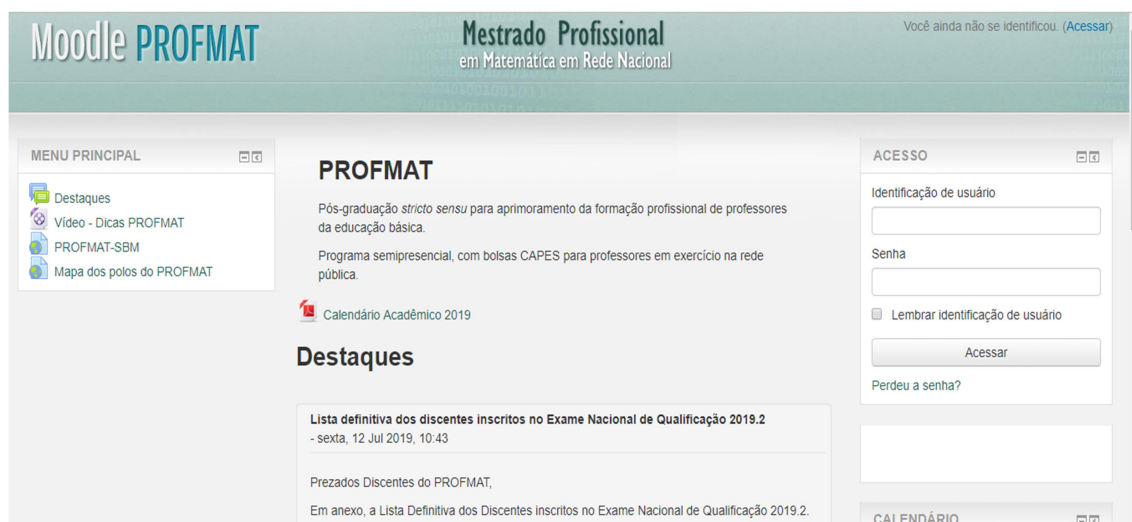 Moodle PROFMAT
Mestrado Profissional
em Matemática em Rede Nacional
Você ainda não se identificou. (Acessar)
MENU PRINCIPAL
Destaques
Vídeo - Dicas PROFMAT
PROFMAT-SBM
Mapa dos polos do PROFMAT
PROFMAT
Pós-graduação stricto sensu para aprimoramento da formação profissional de professores
da educação básica.
Programa semipresencial, com bolsas CAPES para professores em exercício na rede
pública.
Calendário Acadêmico 2019
Destaques
Lista definitiva dos discentes inscritos no Exame Nacional de Qualificação 2019.2
- sexta, 12 Jul 2019, 10:43
Prezados Discentes do PROFMAT,
Em anexo, a Lista Definitiva dos Discentes inscritos no Exame Nacional de Qualificação 2019.2.
ACESSO
Identificação de usuário
Senha
Lembrar identificação de usuário
Acessar
Perdeu a senha?
CALENDÁRIO